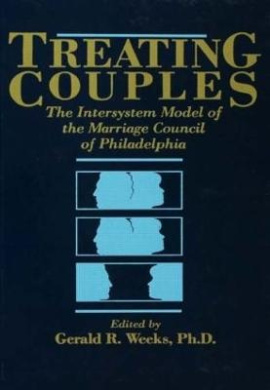 TREATING
COUPLES
The Intersystem Model of
the Marriage Council
of Philadelphia
Edited by
Gerald R. Weeks, Ph.D.